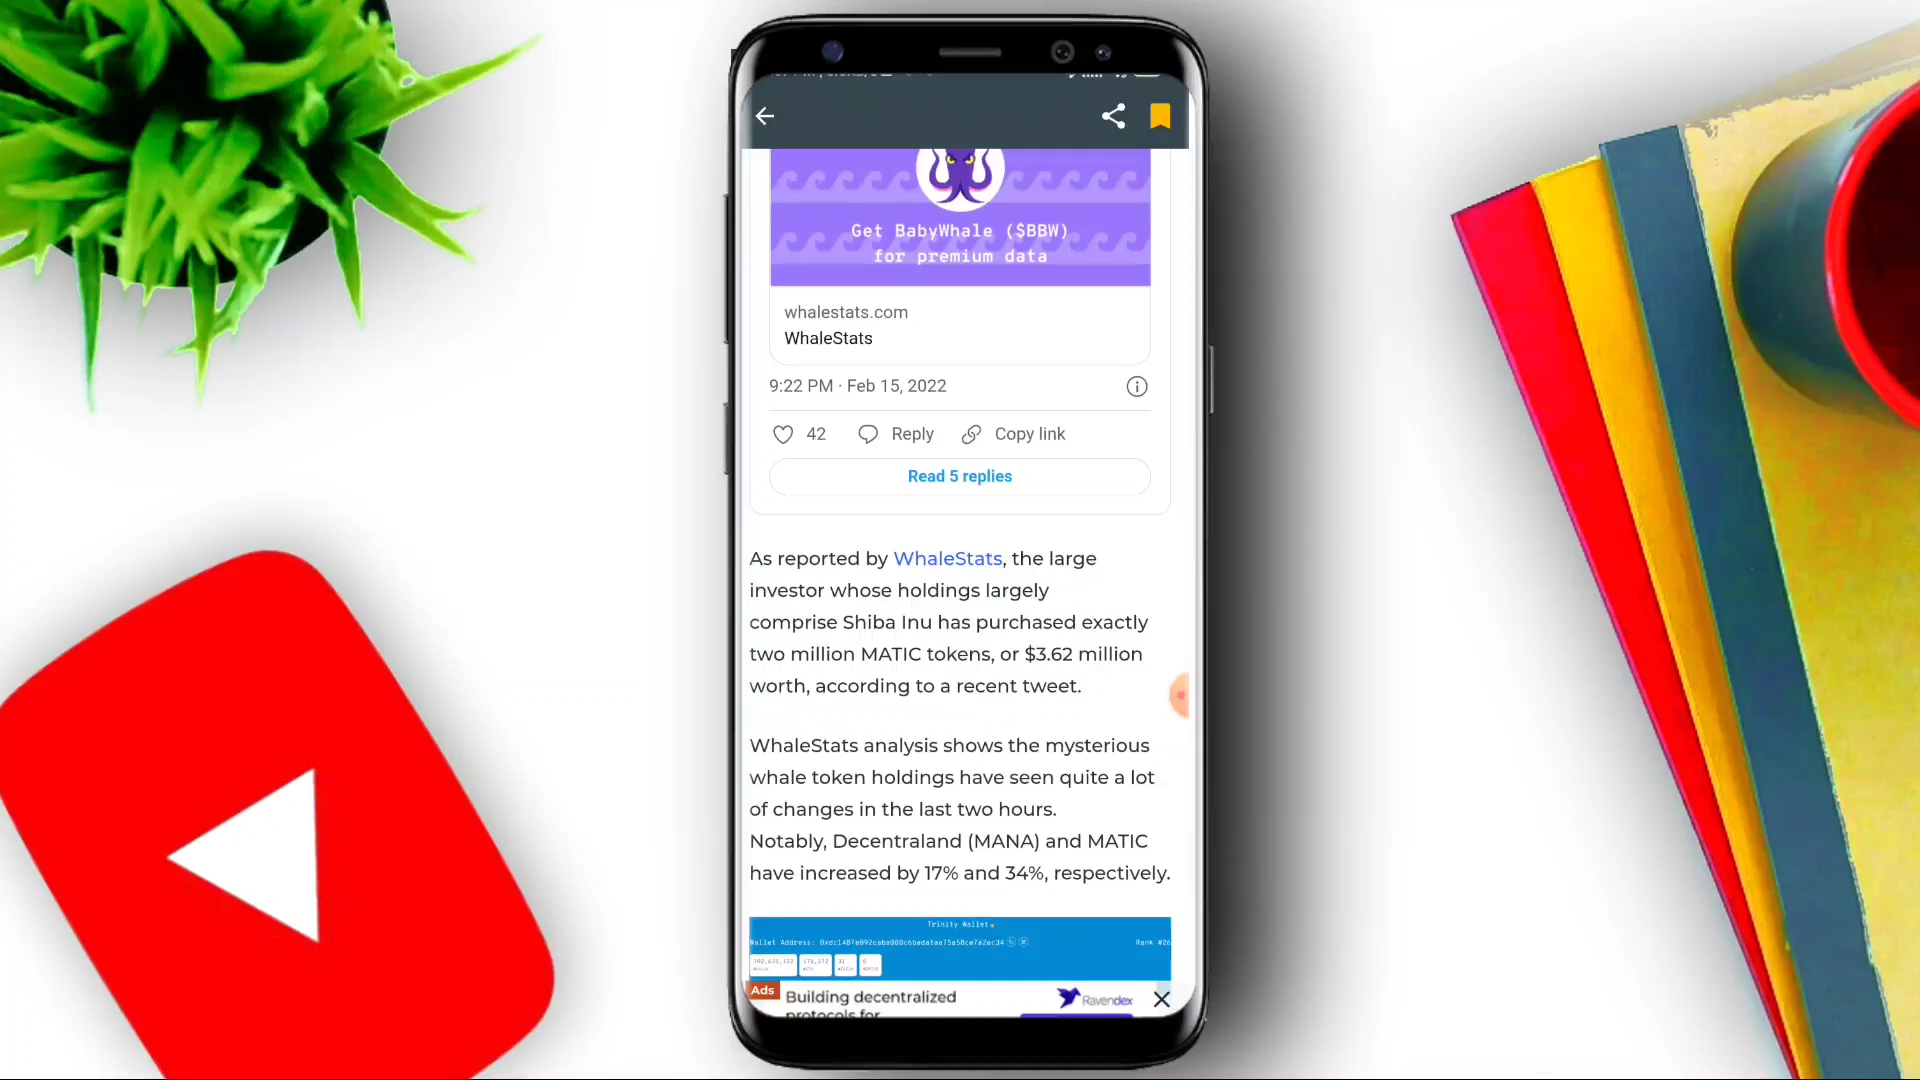 Get BabyWhale ($BBW)
for premium data
whalestats.com
WhaleStats
9:22 PM · Feb 15, 2022
42 Reply Copy link
Read 5 replies
As reported by WhaleStats, the large
investor whose holdings largely
comprise Shiba Inu has purchased exactly
two million MATIC tokens, or $3.62 million
worth, according to a recent tweet.
WhaleStats analysis shows the mysterious
whale token holdings have seen quite a lot
of changes in the last two hours.
Notably, Decentraland (MANA) and MATIC
have increased by 17% and 34%, respectively.
Trinity Wallet
Wallet Address:
Ads Building decentralized Ravendex
protocols for